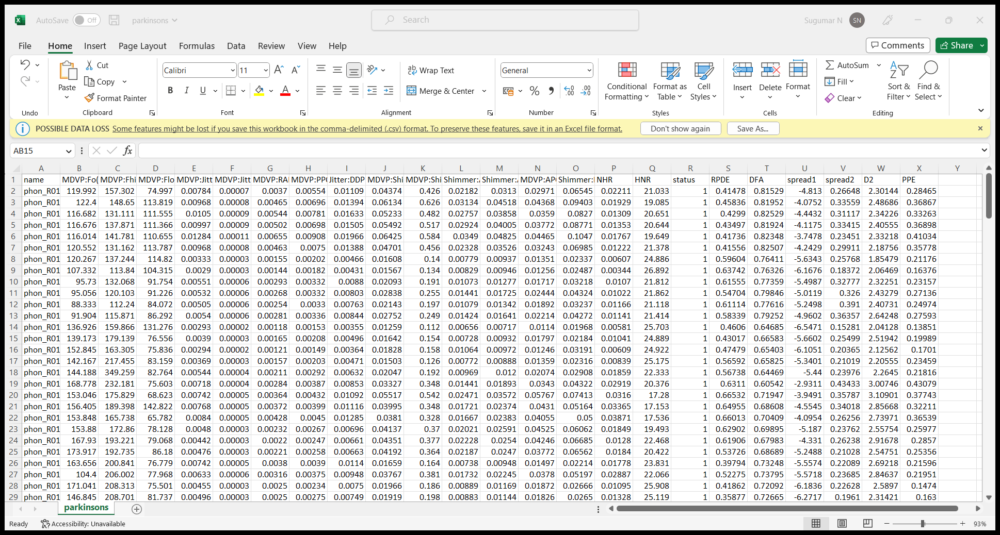 AutoSave Off parkinsons Search Sugumar N SN
File Home Insert Page Layout Formulas Data Review View Help Comments Share
Undo
Paste Cut Copy Format Painter Clipboard
Calibri 11 B I U A Font
Wrap Text Merge & Center Alignment
General % Number
Conditional Formatting Format as Table Cell Styles Styles
Insert Delete Format Cells
AutoSum Fill Clear Sort & Filter Find & Select Editing
POSSIBLE DATA LOSS Some features might be lost if you save this workbook in the comma-delimited (.csv) format. To preserve these features, save it in an Excel file format. Don't show again Save As...
AB15 fx
A B C D E F G H I J K L M N O P Q R S T U V W X Y
1 name MDVP:Fo( MDVP:Fhi MDVP:Flo MDVP:Jitt MDVP:Jitt MDVP:RAI MDVP:PPC Jitter:DDP MDVP:Shi MDVP:Shi Shimmer:A Shimmer:A MDVP:APC Shimmer: NHR HNR status RPDE DFA spread1 spread2 D2 PPE
2 phon_R01 119.992 157.302 74.997 0.00784 0.00007 0.0037 0.00554 0.01109 0.04374 0.426 0.02182 0.0313 0.02971 0.06545 0.02211 21.033 1 0.41478 0.81529 -4.813 0.26648 2.30144 0.28465
3 phon_R01 122.4 148.65 113.819 0.00968 0.00008 0.00465 0.00696 0.01394 0.06134 0.626 0.03134 0.04518 0.04368 0.09403 0.01929 19.085 1 0.45836 0.81952 -4.0752 0.33559 2.48686 0.36867
4 phon_R01 116.682 131.111 111.555 0.0105 0.00009 0.00544 0.00781 0.01633 0.05233 0.482 0.02757 0.03858 0.0359 0.0827 0.01309 20.651 1 0.4299 0.82529 -4.4432 0.31117 2.34226 0.33263
5 phon_R01 116.676 137.871 111.366 0.00997 0.00009 0.00502 0.00698 0.01505 0.05492 0.517 0.02924 0.04005 0.03772 0.08771 0.01353 20.644 1 0.43497 0.81924 -4.1175 0.33415 2.40555 0.36898
6 phon_R01 116.014 141.781 110.655 0.01284 0.00011 0.00655 0.00908 0.01966 0.06425 0.584 0.0349 0.04825 0.04465 0.1047 0.01767 19.649 1 0.41736 0.82348 -3.7478 0.23451 2.33218 0.41034
7 phon_R01 120.552 131.162 113.787 0.00968 0.00008 0.00463 0.0075 0.01388 0.04701 0.456 0.02328 0.03526 0.03243 0.06985 0.01222 21.378 1 0.41556 0.82507 -4.2429 0.29911 2.18756 0.35778
8 phon_R01 120.267 137.244 114.82 0.00333 0.00003 0.00155 0.00202 0.00466 0.01608 0.14 0.00779 0.00937 0.01351 0.02337 0.00607 24.886 1 0.59604 0.76411 -5.6343 0.25768 1.85479 0.21176
9 phon_R01 107.332 113.84 104.315 0.0029 0.00003 0.00144 0.00182 0.00431 0.01567 0.134 0.00829 0.00946 0.01256 0.02487 0.00344 26.892 1 0.63742 0.76326 -6.1676 0.18372 2.06469 0.16376
10 phon_R01 95.73 132.068 91.754 0.00551 0.00006 0.00293 0.00332 0.0088 0.02093 0.191 0.01073 0.01277 0.01717 0.03218 0.0107 21.812 1 0.61555 0.77359 -5.4987 0.32777 2.32251 0.23157
11 phon_R01 95.056 120.103 91.226 0.00532 0.00006 0.00268 0.00332 0.00803 0.02838 0.255 0.01441 0.01725 0.02444 0.04324 0.01022 21.862 1 0.54704 0.79846 -5.0119 0.326 2.43279 0.27136
12 phon_R01 88.333 112.24 84.072 0.00505 0.00006 0.00254 0.0033 0.00763 0.02143 0.197 0.01079 0.01342 0.01892 0.03237 0.01166 21.118 1 0.61114 0.77616 -5.2498 0.391 2.40731 0.24974
13 phon_R01 91.904 115.871 86.292 0.0054 0.00006 0.00281 0.00336 0.00844 0.02752 0.249 0.01424 0.01641 0.02214 0.04272 0.01141 21.414 1 0.58339 0.79252 -4.9602 0.36357 2.64248 0.27593
14 phon_R01 136.926 159.866 131.276 0.00293 0.00002 0.00118 0.00153 0.00355 0.01259 0.112 0.00656 0.00717 0.0114 0.01968 0.00581 25.703 1 0.4606 0.64685 -6.5471 0.15281 2.04128 0.13851
15 phon_R01 139.173 179.139 76.556 0.0039 0.00003 0.00165 0.00208 0.00496 0.01642 0.154 0.00728 0.00932 0.01797 0.02184 0.01041 24.889 1 0.43017 0.66583 -5.6602 0.25499 2.51942 0.19989
16 phon_R01 152.845 163.305 75.836 0.00294 0.00002 0.00121 0.00149 0.00364 0.01828 0.158 0.01064 0.00972 0.01246 0.03191 0.00609 24.922 1 0.47479 0.65403 -6.1051 0.20365 2.12562 0.1701
17 phon_R01 142.167 217.455 83.159 0.00369 0.00003 0.00157 0.00203 0.00471 0.01503 0.126 0.00772 0.00888 0.01359 0.02316 0.00839 25.175 1 0.56592 0.65825 -5.3401 0.21019 2.20555 0.23459
18 phon_R01 144.188 349.259 82.764 0.00544 0.00004 0.00211 0.00292 0.00632 0.02047 0.192 0.00969 0.012 0.02074 0.02908 0.01859 22.333 1 0.56738 0.64469 -5.44 0.23976 2.2645 0.21816
19 phon_R01 168.778 232.181 75.603 0.00718 0.00004 0.00284 0.00387 0.00853 0.03327 0.348 0.01441 0.01893 0.0343 0.04322 0.02919 20.376 1 0.6311 0.60542 -2.9311 0.43433 3.00746 0.43079
20 phon_R01 153.046 175.829 68.623 0.00742 0.00005 0.00364 0.00432 0.01092 0.05517 0.542 0.02471 0.03572 0.05767 0.07413 0.0316 17.28 1 0.66532 0.71947 -3.9491 0.35787 3.10901 0.37743
21 phon_R01 156.405 189.398 142.822 0.00768 0.00005 0.00372 0.00399 0.01116 0.03995 0.348 0.01721 0.02374 0.0431 0.05164 0.03365 17.153 1 0.64955 0.68608 -4.5545 0.34018 2.85668 0.32211
22 phon_R01 153.848 165.738 65.782 0.0084 0.00005 0.00428 0.0045 0.01285 0.0381 0.328 0.01667 0.02383 0.04055 0.05 0.03871 17.536 1 0.66013 0.70409 -4.0954 0.26256 2.73971 0.36539
23 phon_R01 153.88 172.86 78.128 0.0048 0.00003 0.00232 0.00267 0.00696 0.04137 0.37 0.02021 0.02591 0.04525 0.06062 0.01849 19.493 1 0.62902 0.69895 -5.187 0.23762 2.55754 0.25977
24 phon_R01 167.93 193.221 79.068 0.00442 0.00003 0.0022 0.00247 0.00661 0.04351 0.377 0.02228 0.0254 0.04246 0.06685 0.0128 22.468 1 0.61906 0.67983 -4.331 0.26238 2.91678 0.2857
25 phon_R01 173.917 192.735 86.18 0.00476 0.00003 0.00221 0.00258 0.00663 0.04192 0.364 0.02187 0.0247 0.03772 0.06562 0.0184 20.422 1 0.53726 0.68689 -5.2488 0.21028 2.54751 0.25356
26 phon_R01 163.656 200.841 76.779 0.00742 0.00005 0.0038 0.0039 0.0114 0.01659 0.164 0.00738 0.00948 0.01497 0.02214 0.01778 23.831 1 0.39794 0.73248 -5.5574 0.22089 2.69218 0.21596
27 phon_R01 104.4 206.002 77.968 0.00633 0.00006 0.00316 0.00375 0.00948 0.03767 0.381 0.01732 0.02245 0.0378 0.05197 0.02887 22.066 1 0.52275 0.73795 -5.5718 0.23685 2.84637 0.21951
28 phon_R01 171.041 208.313 75.501 0.00455 0.00003 0.0025 0.00234 0.0075 0.01966 0.186 0.00889 0.01169 0.01872 0.02666 0.01095 25.908 1 0.41862 0.72092 -6.1836 0.22628 2.5897 0.1474
29 phon_R01 146.845 208.701 81.737 0.00496 0.00003 0.0025 0.00275 0.00749 0.01919 0.198 0.00883 0.01144 0.01826 0.0265 0.01328 25.119 1 0.35877 0.72665 -6.2717 0.1961 2.31421 0.163
parkinsons
Ready Accessibility: Unavailable 93%